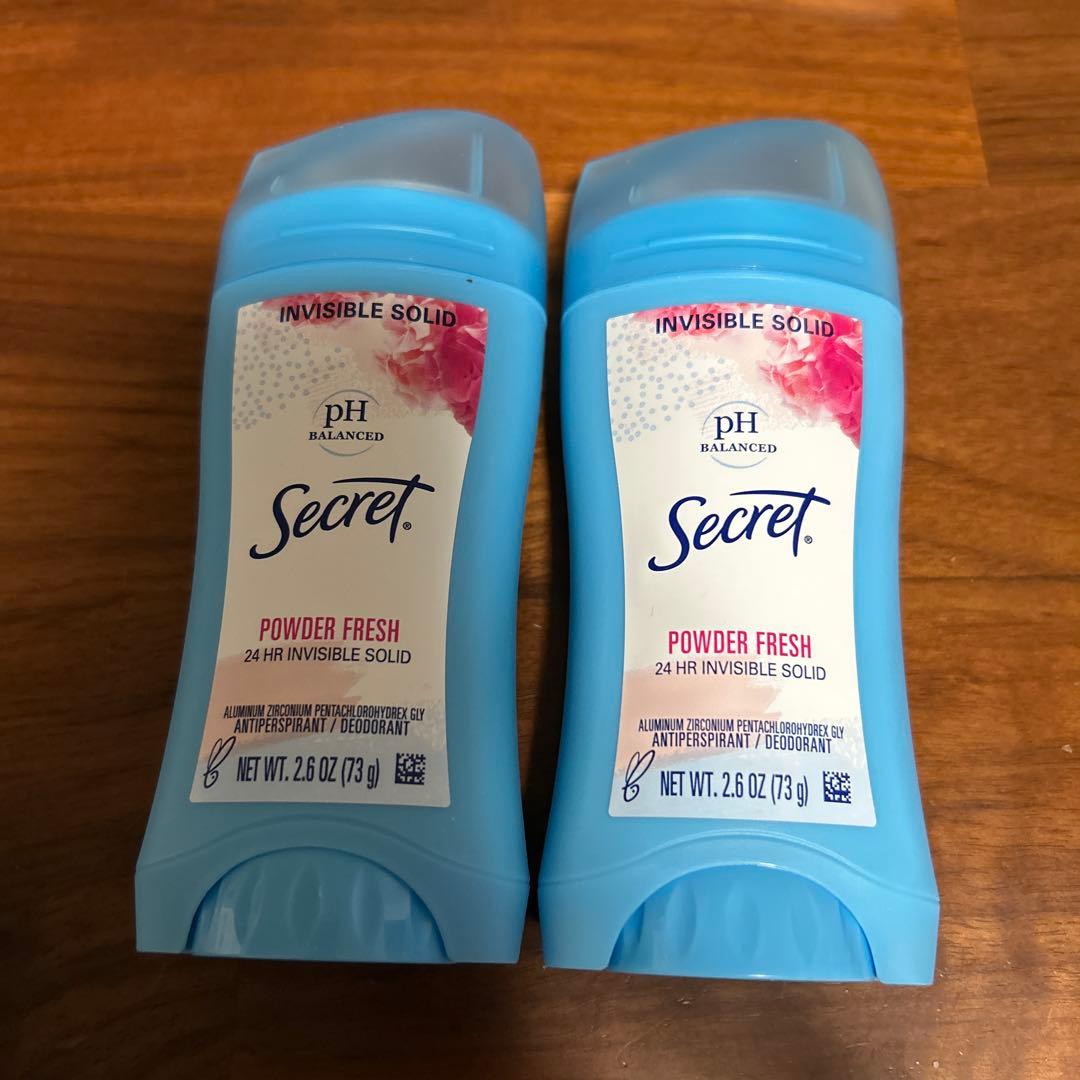 INVISIBLE SOLID
pH
BALANCED
Secret®
POWDER FRESH
24 HR INVISIBLE SOLID
ALUMINUM ZIRCONIUM PENTACHLOROHYDREX GLY
ANTIPERSPIRANT / DEODORANT
NET WT. 2.6 OZ (73 g)
INVISIBLE SOLID
pH
BALANCED
Secret®
POWDER FRESH
24 HR INVISIBLE SOLID
ALUMINUM ZIRCONIUM PENTACHLOROHYDREX GLY
ANTIPERSPIRANT / DEODORANT
NET WT. 2.6 OZ (73 g)